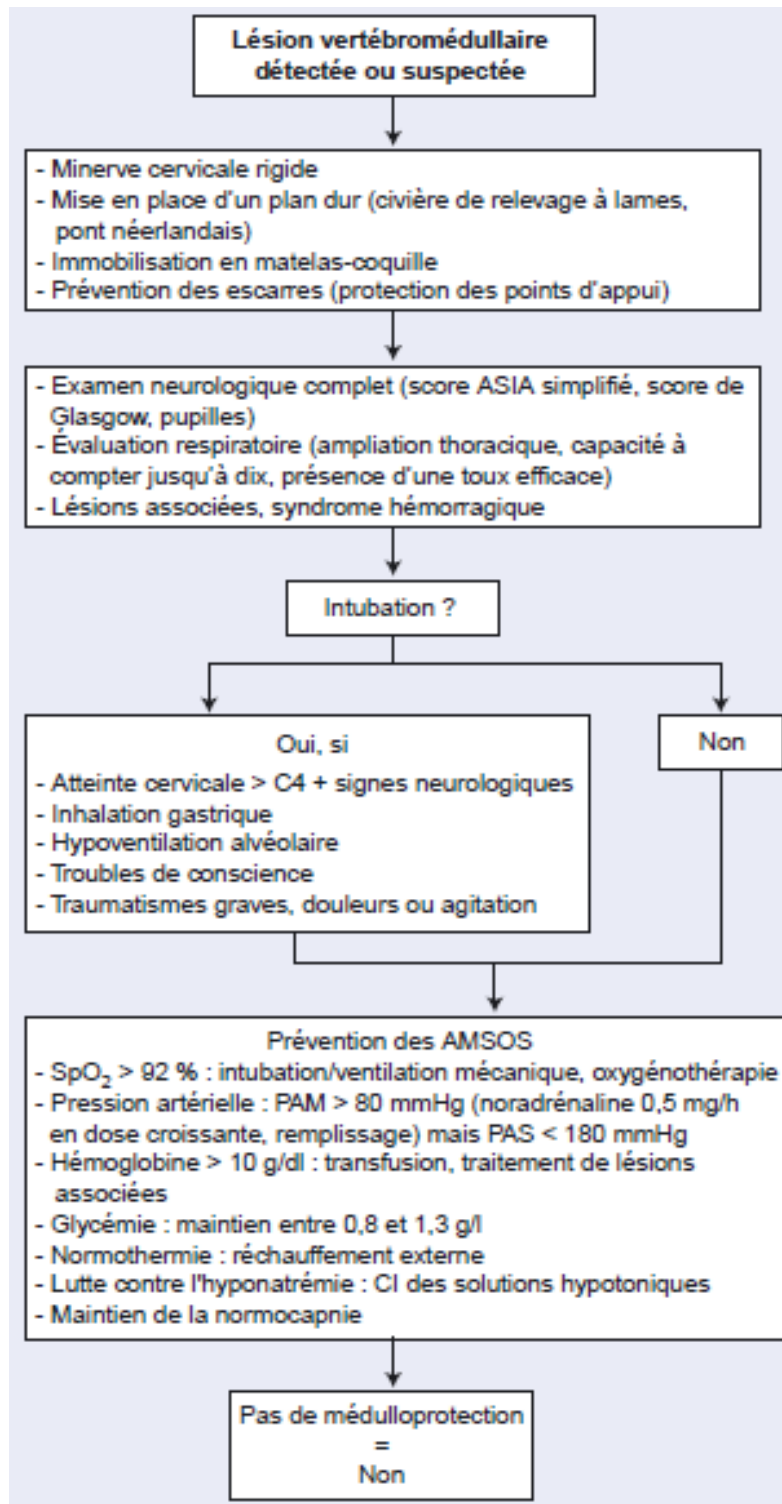 Lésion vertébromédullaire
détectée ou suspectée
- Minerve cervicale rigide
- Mise en place d'un plan dur (civière de relevage à lames,
pont néerlandais)
- Immobilisation en matelas-coquille
- Prévention des escarres (protection des points d'appui)
- Examen neurologique complet (score ASIA simplifié, score de
Glasgow, pupilles)
- Évaluation respiratoire (ampliation thoracique, capacité à
compter jusqu'à dix, présence d'une toux efficace)
- Lésions associées, syndrome hémorragique
Intubation ?
Oui, si
- Atteinte cervicale > C4 + signes neurologiques
- Inhalation gastrique
- Hypoventilation alvéolaire
- Troubles de conscience
- Traumatismes graves, douleurs ou agitation
Non
Prévention des AMSOS
- SpO₂ > 92 % : intubation/ventilation mécanique, oxygénothérapie
- Pression artérielle : PAM > 80 mmHg (noradrénaline 0,5 mg/h
en dose croissante, remplissage) mais PAS < 180 mmHg
- Hémoglobine > 10 g/dl : transfusion, traitement de lésions
associées
- Glycémie : maintien entre 0,8 et 1,3 g/l
- Normothermie : réchauffement externe
- Lutte contre l'hyponatrémie : CI des solutions hypotoniques
- Maintien de la normocapnie
Pas de médulloprotection
=
Non